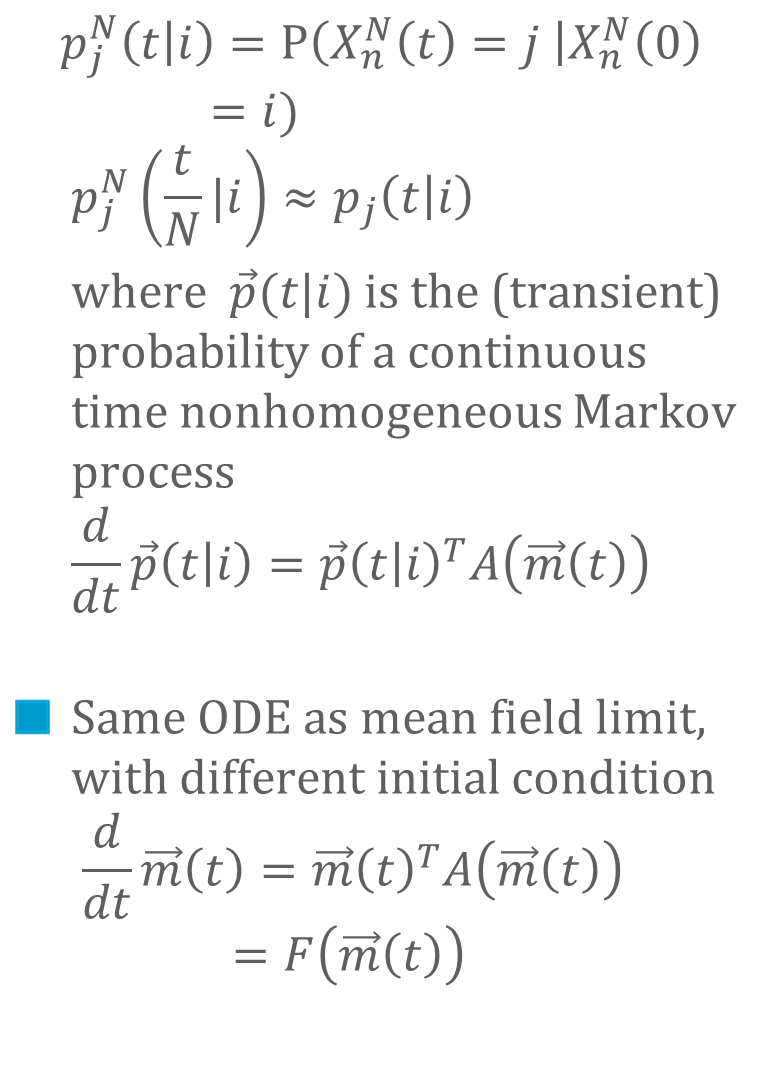 p_j^N(t|i) = P(X_n^N(t) = j |X_n^N(0)
= i)
p_j^N(t/N |i) ≈ p_j(t|i)
where p⃗(t|i) is the (transient)
probability of a continuous
time nonhomogeneous Markov
process
d/dt p⃗(t|i) = p⃗(t|i)^T A(m⃗(t))
Same ODE as mean field limit,
with different initial condition
d/dt m⃗(t) = m⃗(t)^T A(m⃗(t))
= F(m⃗(t))